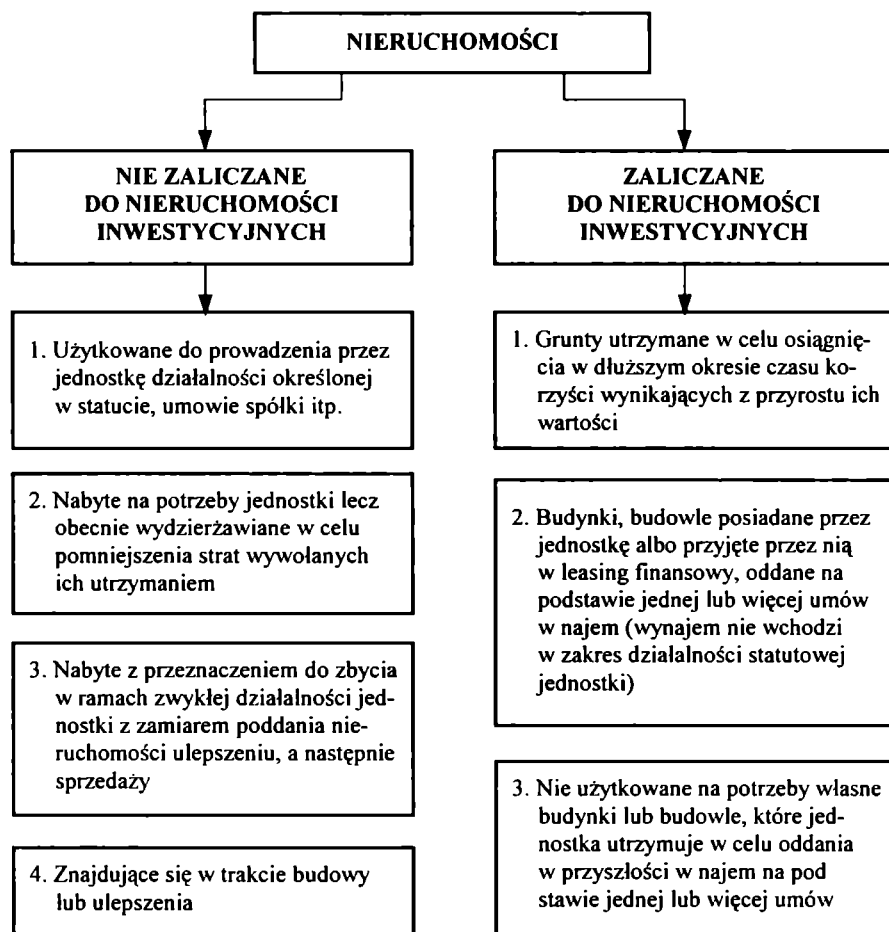 NIERUCHOMOŚCI
NIE ZALICZANE
DO NIERUCHOMOŚCI
INWESTYCYJNYCH
1. Użytkowane do prowadzenia przez
jednostkę działalności określonej
w statucie, umowie spółki itp.
2. Nabyte na potrzeby jednostki lecz
obecnie wydzierżawiane w celu
pomniejszenia strat wywołanych
ich utrzymaniem
3. Nabyte z przeznaczeniem do zbycia
w ramach zwykłej działalności jed-
nostki z zamiarem poddania nie-
ruchomości ulepszeniu, a następnie
sprzedaży
4. Znajdujące się w trakcie budowy
lub ulepszenia
ZALICZANE
DO NIERUCHOMOŚCI
INWESTYCYJNYCH
1. Grunty utrzymane w celu osiągnię-
cia w dłuższym okresie czasu ko-
rzyści wynikających z przyrostu ich
wartości
2. Budynki, budowle posiadane przez
jednostkę albo przyjęte przez nią
w leasing finansowy, oddane na
podstawie jednej lub więcej umów
w najem (wynajem nie wchodzi
w zakres działalności statutowej
jednostki)
3. Nie użytkowane na potrzeby własne
budynki lub budowle, które jed-
nostka utrzymuje w celu oddania
w przyszłości w najem na pod
stawie jednej lub więcej umów